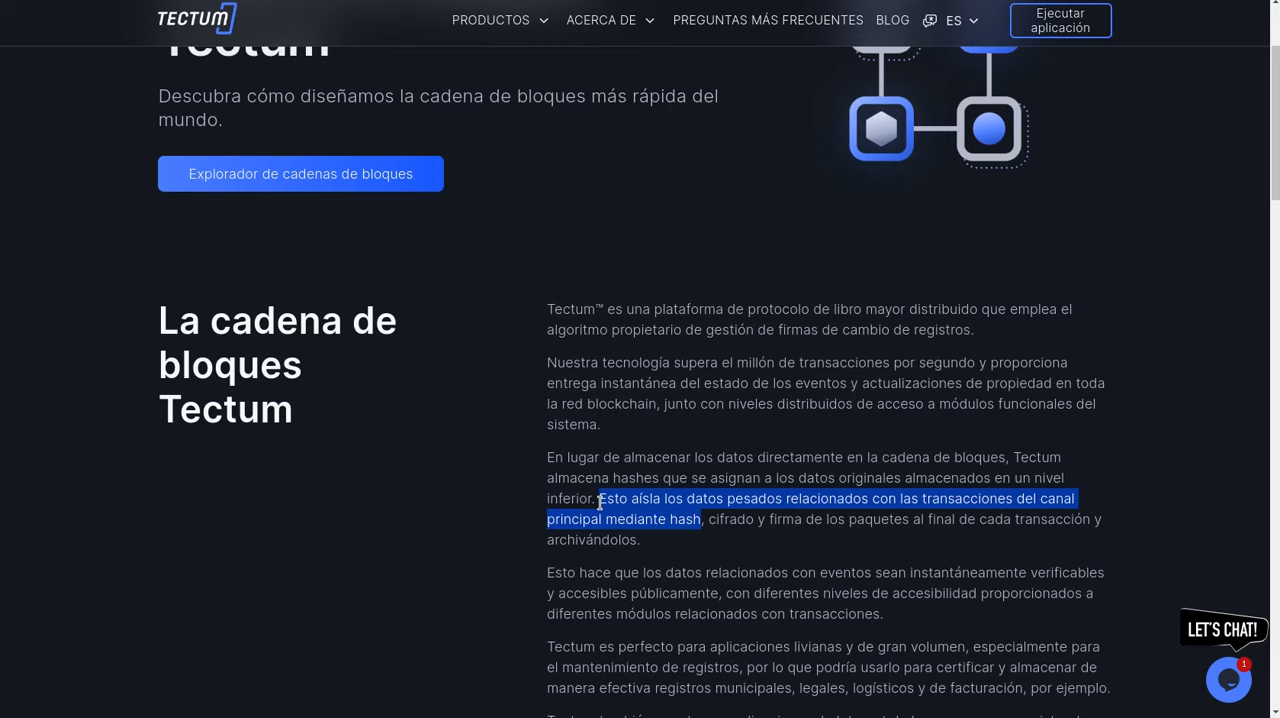 TECTUM
PRODUCTOS
ACERCA DE
PREGUNTAS MÁS FRECUENTES
BLOG
ES
Ejecutar
aplicación
Tectum
Descubra cómo diseñamos la cadena de bloques más rápida del
mundo.
Explorador de cadenas de bloques
La cadena de
bloques
Tectum
Tectum™ es una plataforma de protocolo de libro mayor distribuido que emplea el
algoritmo propietario de gestión de firmas de cambio de registros.
Nuestra tecnología supera el millón de transacciones por segundo y proporciona
entrega instantánea del estado de los eventos y actualizaciones de propiedad en toda
la red blockchain, junto con niveles distribuidos de acceso a módulos funcionales del
sistema.
En lugar de almacenar los datos directamente en la cadena de bloques, Tectum
almacena hashes que se asignan a los datos originales almacenados en un nivel
inferior. Esto aísla los datos pesados relacionados con las transacciones del canal
principal mediante hash, cifrado y firma de los paquetes al final de cada transacción y
archivándolos.
Esto hace que los datos relacionados con eventos sean instantáneamente verificables
y accesibles públicamente, con diferentes niveles de accesibilidad proporcionados a
diferentes módulos relacionados con transacciones.
Tectum es perfecto para aplicaciones livianas y de gran volumen, especialmente para
el mantenimiento de registros, por lo que podría usarlo para certificar y almacenar de
manera efectiva registros municipales, legales, logísticos y de facturación, por ejemplo.
LET'S CHAT!
1